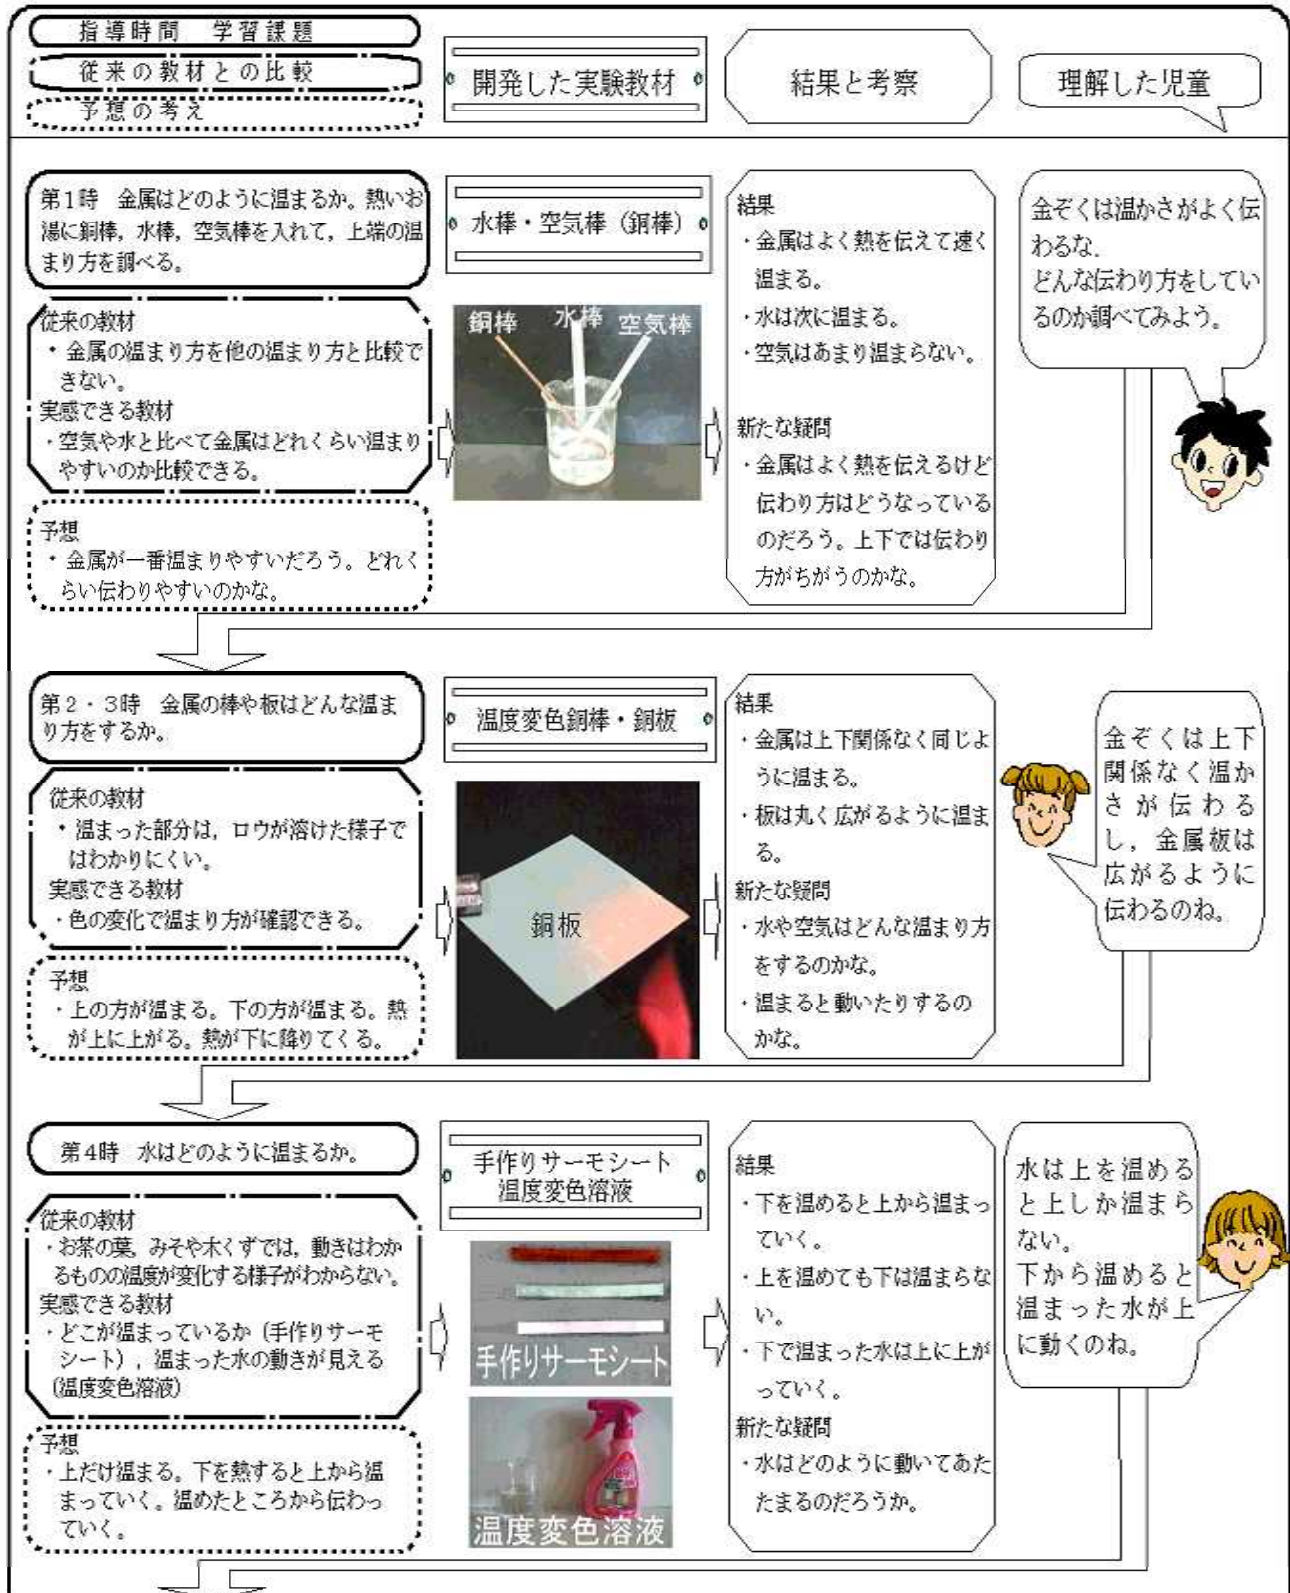 指導時間　学習課題
従来の教材との比較
予想の考え
開発した実験教材
結果と考察
理解した児童
第１時　金属はどのように温まるか。熱いお
湯に銅棒，水棒，空気棒を入れて，上端の温
まり方を調べる。
従来の教材
・金属の温まり方を他の温まり方と比較で
きない。
実感できる教材
・空気や水と比べて金属はどれくらい温まり
やすいのか比較できる。
予想
・金属が一番温まりやすいだろう。どれく
らい伝わりやすいのかな。
水棒・空気棒（銅棒）
銅棒　水棒　空気棒
結果
・金属はよく熱を伝えて速く
温まる。
・水は次に温まる。
・空気はあまり温まらない。
新たな疑問
・金属はよく熱を伝えるけど
伝わり方はどうなっている
のだろう。上下では伝わり
方がちがうのかな。
金ぞくは温かさがよく伝
わるな．
どんな伝わり方をしてい
るのか調べてみよう。
第２・３時　金属の棒や板はどんな温ま
り方をするか。
従来の教材
・温まった部分は，ロウが溶けた様子で
はわかりにくい。
実感できる教材
・色の変化で温まり方が確認できる。
予想
・上の方が温まる。下の方が温まる。熱
が上に上がる。熱が下に降りてくる。
温度変色銅棒・銅板
銅板
結果
・金属は上下関係なく同じよ
うに温まる。
・板は丸く広がるように温ま
る。
新たな疑問
・水や空気はどんな温まり方
をするのかな。
・温まると動いたりするの
かな。
金ぞくは上下
関係なく温か
さが伝わる
し，金属板は
広がるように
伝わるのね。
第４時　水はどのように温まるか。
従来の教材
・お茶の葉，みそや木くずでは，動きはわか
るものの温度が変化する様子がわからない。
実感できる教材
・どこが温まっているか（手作りサーモ
シート），温まった水の動きが見える
（温度変色溶液）
予想
・上だけ温まる。下を熱すると上から温
まっていく。温めたところから伝わっ
ていく。
手作りサーモシート
温度変色溶液
手作りサーモシート
温度変色溶液
結果
・下を温めると上から温まっ
ていく。
・上を温めても下は温まらな
い。
・下で温まった水は上に上が
っていく。
新たな疑問
・水はどのように動いてあた
たまるのだろうか。
水は上を温める
と上しか温まら
ない。
下から温めると
温まった水が上
に動くのね。